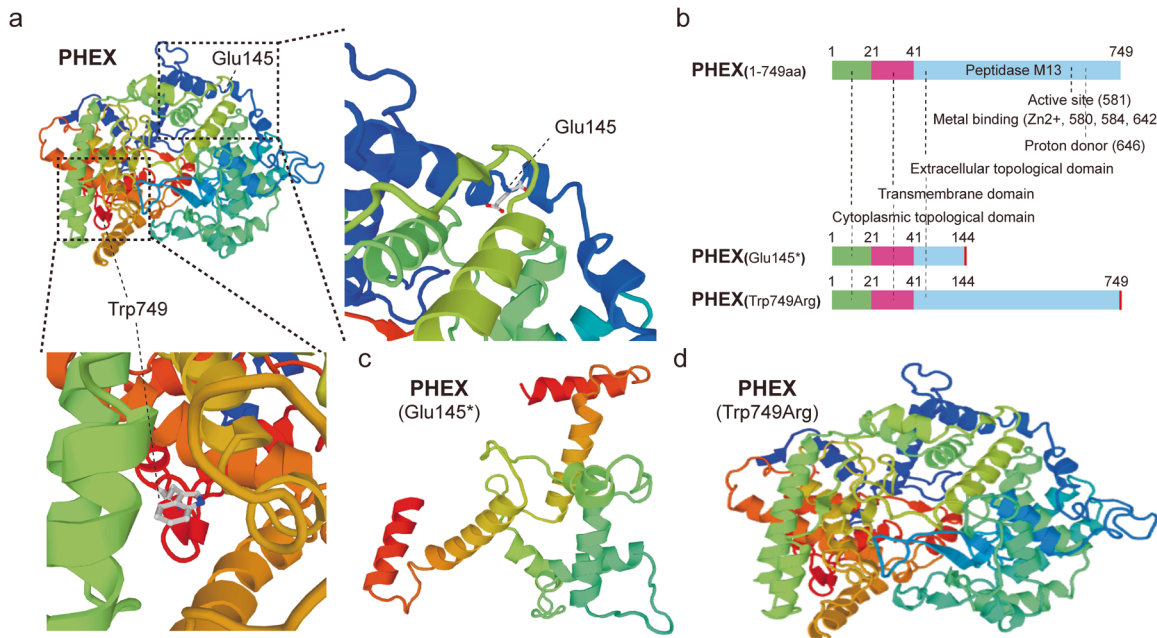 a
PHEX
Glu145
Glu145
Trp749
b
1 21 41 749
PHEX(1-749aa)
Peptidase M13
Active site (581)
Metal binding (Zn2+, 580, 584, 642
Proton donor (646)
Extracellular topological domain
Transmembrane domain
Cytoplasmic topological domain
1 21 41 144
PHEX(Glu145*)
1 21 41 144 749
PHEX(Trp749Arg)
c
PHEX
(Glu145*)
d
PHEX
(Trp749Arg)